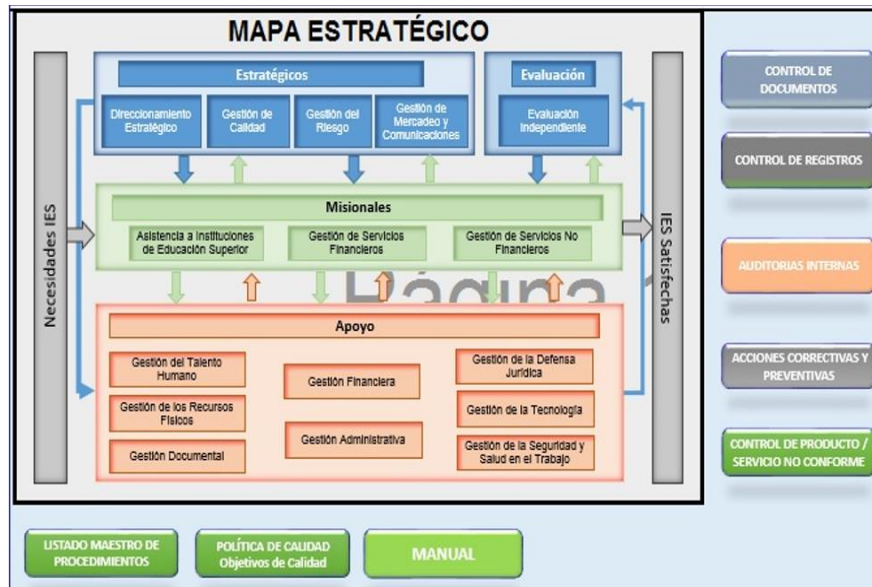 MAPA ESTRATÉGICO
Necesidades IES
Estratégicos
Direccionamiento
Estratégico
Gestión de
Calidad
Gestión del
Riesgo
Gestión de
Mercadeo y
Comunicaciones
Evaluación
Evaluación
Independiente
Misionales
Asistencia a Instituciones
de Educación Superior
Gestión de Servicios
Financieros
Gestión de Servicios No
Financieros
Página 1
Apoyo
Gestión del Talento
Humano
Gestión de los Recursos
Físicos
Gestión Documental
Gestión Financiera
Gestión Administrativa
Gestión de la Defensa
Jurídica
Gestión de la Tecnología
Gestión de la Seguridad y
Salud en el Trabajo
IES Satisfechas
CONTROL DE
DOCUMENTOS
CONTROL DE REGISTROS
AUDITORIAS INTERNAS
ACCIONES CORRECTIVAS Y
PREVENTIVAS
CONTROL DE PRODUCTO /
SERVICIO NO CONFORME
LISTADO MAESTRO DE
PROCEDIMIENTOS
POLÍTICA DE CALIDAD
Objetivos de Calidad
MANUAL